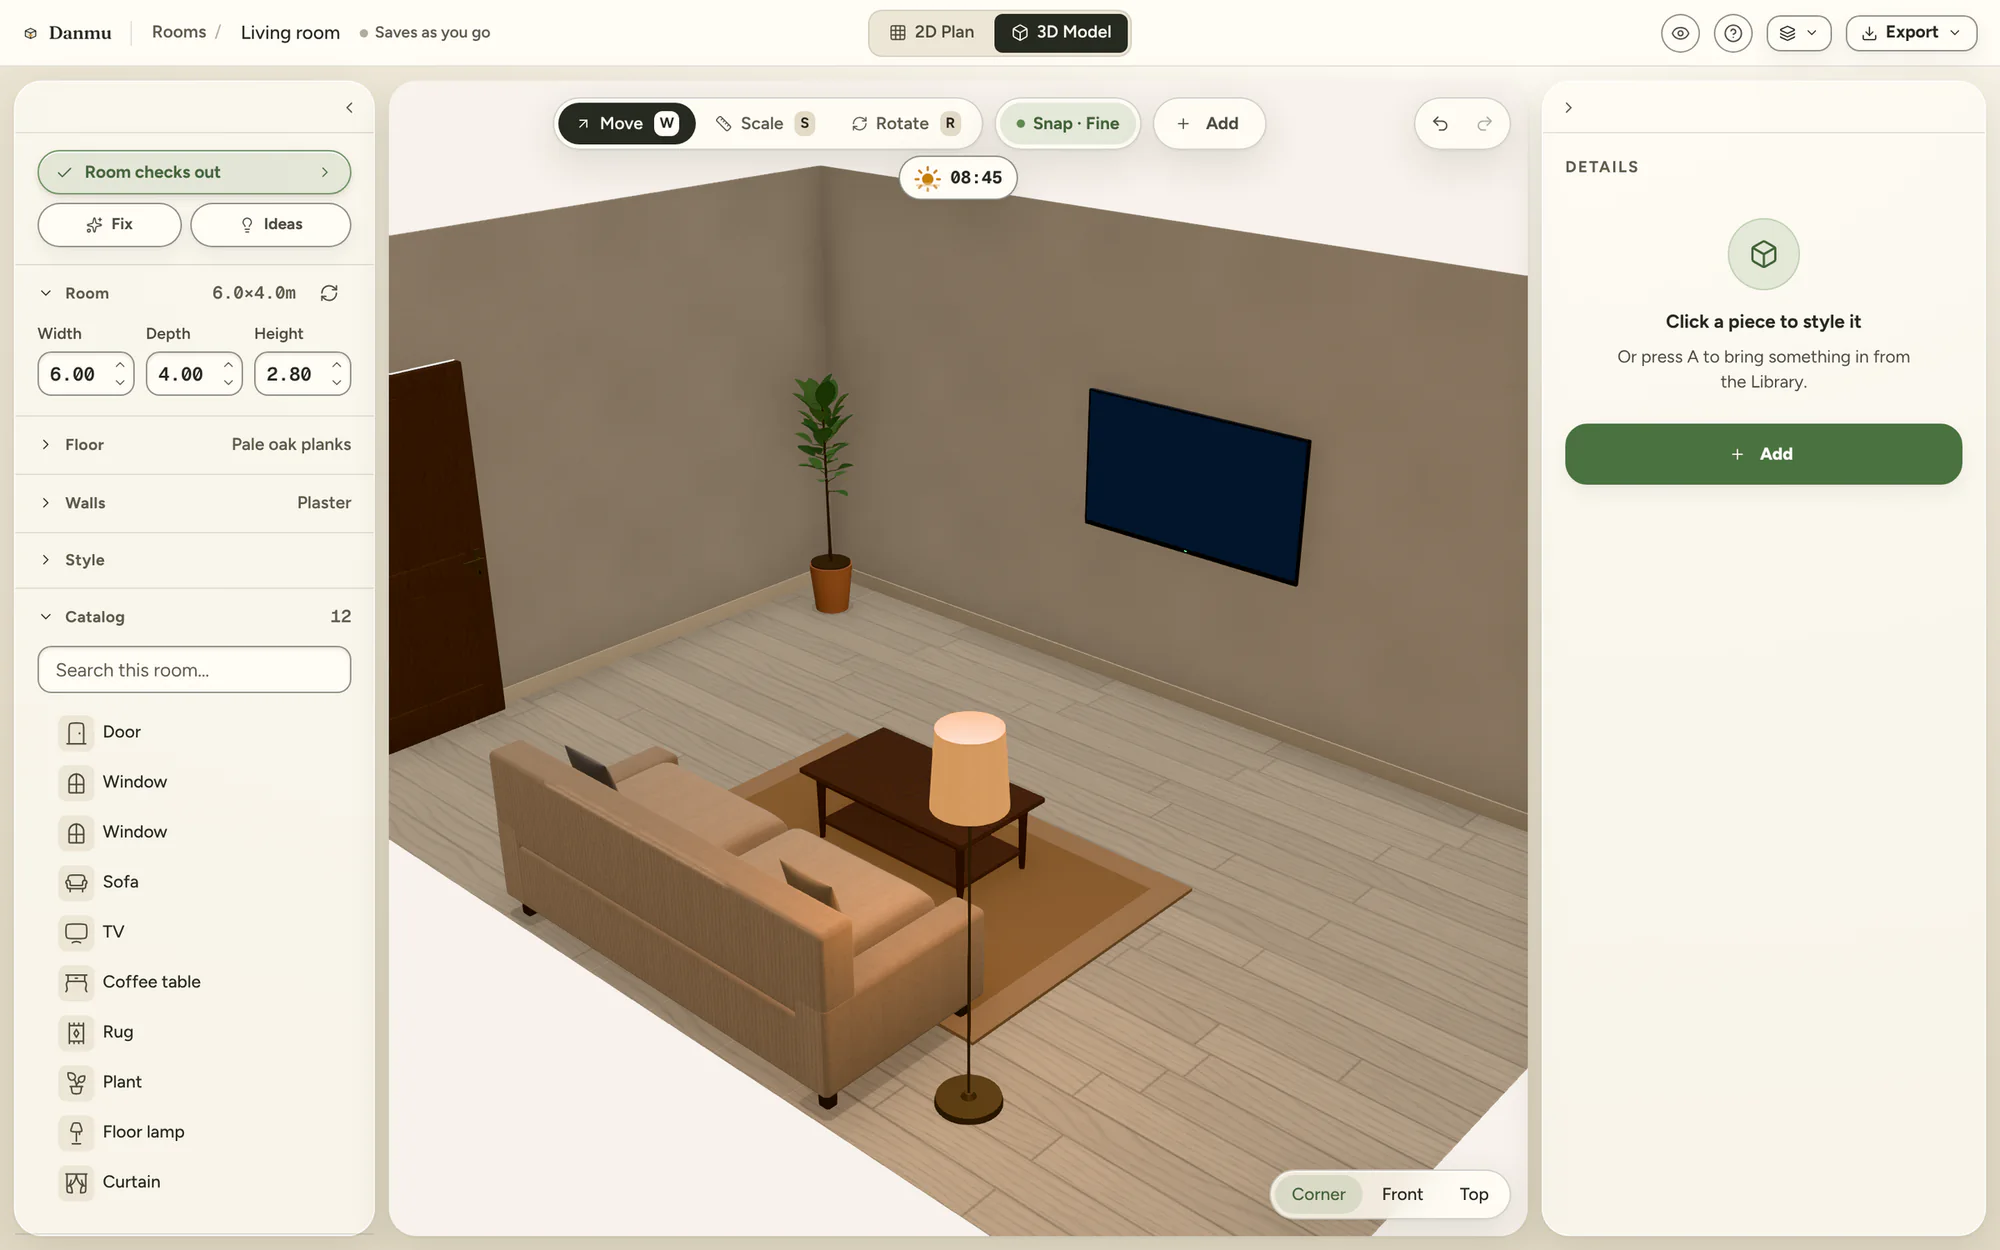 Danmu
Rooms / Living room
Saves as you go
2D Plan
3D Model
Export
Move W
Scale S
Rotate R
Snap · Fine
+ Add
08:45
Room checks out
Fix
Ideas
Room 6.0×4.0m
Width Depth Height
6.00 4.00 2.80
Floor Pale oak planks
Walls Plaster
Style
Catalog 12
Search this room...
Door
Window
Window
Sofa
TV
Coffee table
Rug
Plant
Floor lamp
Curtain
Corner Front Top
DETAILS
Click a piece to style it
Or press A to bring something in from
the Library.
+ Add